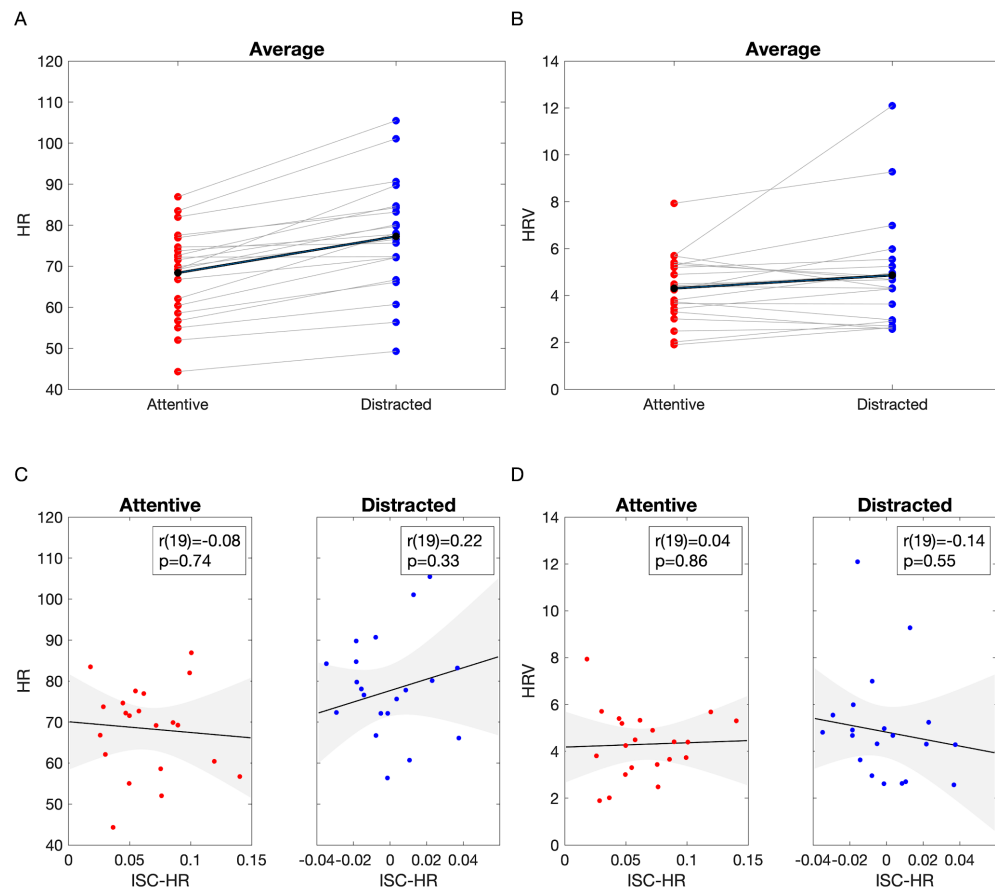 A
Average
120
110
100
90
80
70
60
50
40
HR
Attentive
Distracted
B
Average
14
12
10
8
6
4
2
0
HRV
Attentive
Distracted
C
Attentive
120
110
100
90
80
70
60
50
40
HR
r(19)=-0.08
p=0.74
0
0.05
0.1
0.15
ISC-HR
Distracted
r(19)=0.22
p=0.33
-0.04
-0.02
0
0.02
0.04
ISC-HR
D
Attentive
14
12
10
8
6
4
2
0
HRV
r(19)=0.04
p=0.86
0
0.05
0.1
0.15
ISC-HR
Distracted
r(19)=-0.14
p=0.55
-0.04
-0.02
0
0.02
0.04
ISC-HR